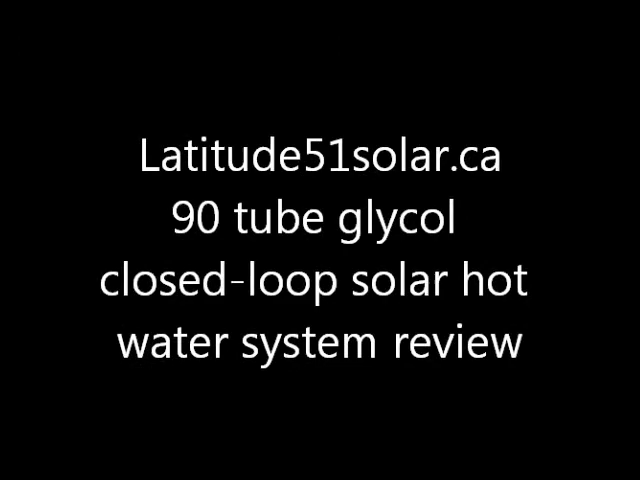 Latitude51solar.ca
90 tube glycol
closed-loop solar hot
water system review